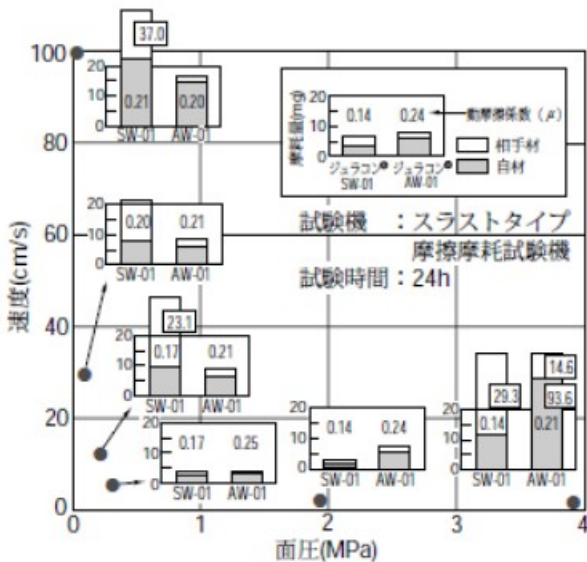 速度(cm/s)
100
80
60
40
20
0
0
1
2
3
4
面圧(MPa)
37.0
20
10
0
0.21
0.20
SW-01
AW-01
摩耗量(mg)
20
10
0
0.14
0.24
動摩擦係数（μ）
相手材
自材
ジュラコン®
SW-01
ジュラコン®
AW-01
試験機　：スラストタイプ
摩擦摩耗試験機
試験時間：24h
20
10
0
0.20
0.21
SW-01
AW-01
23.1
20
10
0
0.17
0.21
SW-01
AW-01
20
10
0
0.17
0.25
SW-01
AW-01
20
10
0
0.14
0.24
SW-01
AW-01
14.6
29.3
93.6
20
10
0
0.14
0.21
SW-01
AW-01